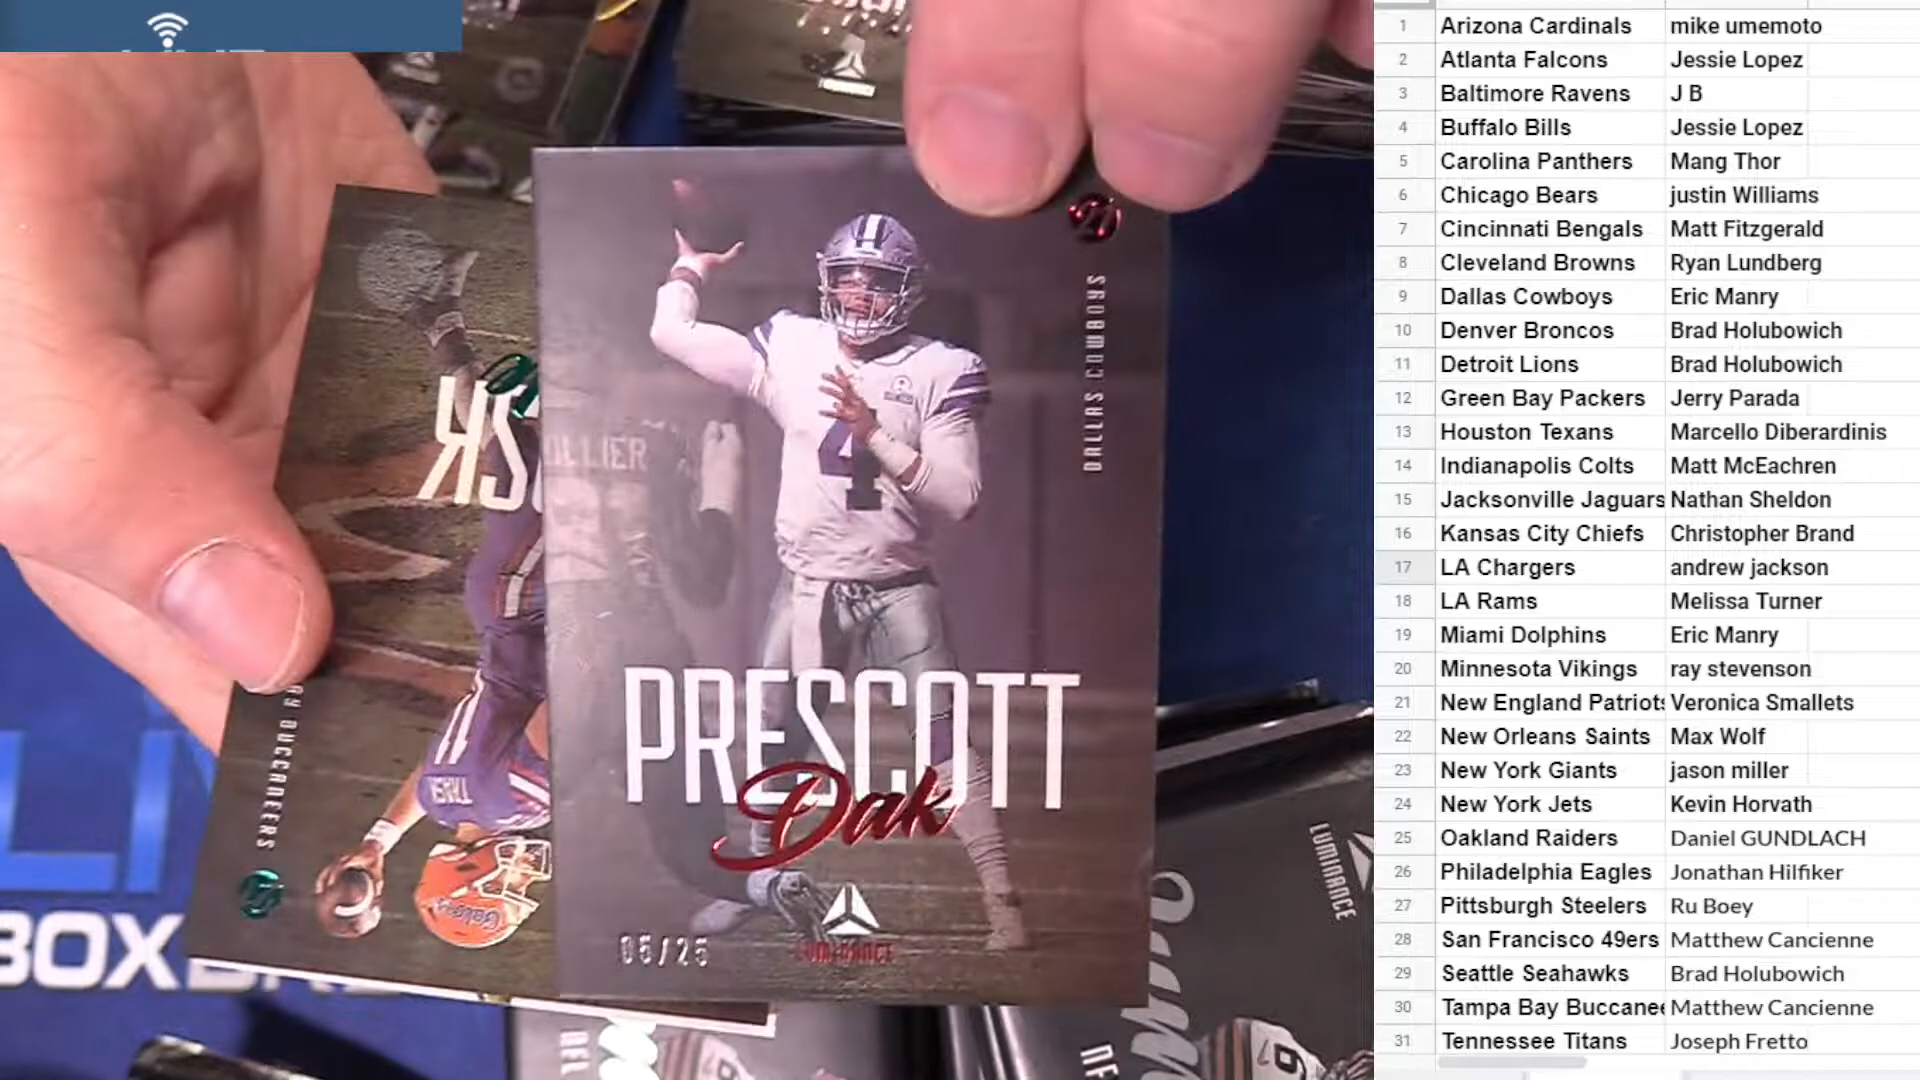 DALLAS COWBOYS
OLLIER
4
PRESCOTT
Dak
05/25
LUMINANCE
TRASK
Gators
BUCCANEERS
BOX
LUMINANCE
1 Arizona Cardinals mike umemoto
2 Atlanta Falcons Jessie Lopez
3 Baltimore Ravens J B
4 Buffalo Bills Jessie Lopez
5 Carolina Panthers Mang Thor
6 Chicago Bears justin Williams
7 Cincinnati Bengals Matt Fitzgerald
8 Cleveland Browns Ryan Lundberg
9 Dallas Cowboys Eric Manry
10 Denver Broncos Brad Holubowich
11 Detroit Lions Brad Holubowich
12 Green Bay Packers Jerry Parada
13 Houston Texans Marcello Diberardinis
14 Indianapolis Colts Matt McEachren
15 Jacksonville Jaguars Nathan Sheldon
16 Kansas City Chiefs Christopher Brand
17 LA Chargers andrew jackson
18 LA Rams Melissa Turner
19 Miami Dolphins Eric Manry
20 Minnesota Vikings ray stevenson
21 New England Patriots Veronica Smallets
22 New Orleans Saints Max Wolf
23 New York Giants jason miller
24 New York Jets Kevin Horvath
25 Oakland Raiders Daniel GUNDLACH
26 Philadelphia Eagles Jonathan Hilfiker
27 Pittsburgh Steelers Ru Boey
28 San Francisco 49ers Matthew Cancienne
29 Seattle Seahawks Brad Holubowich
30 Tampa Bay Buccanee Matthew Cancienne
31 Tennessee Titans Joseph Fretto